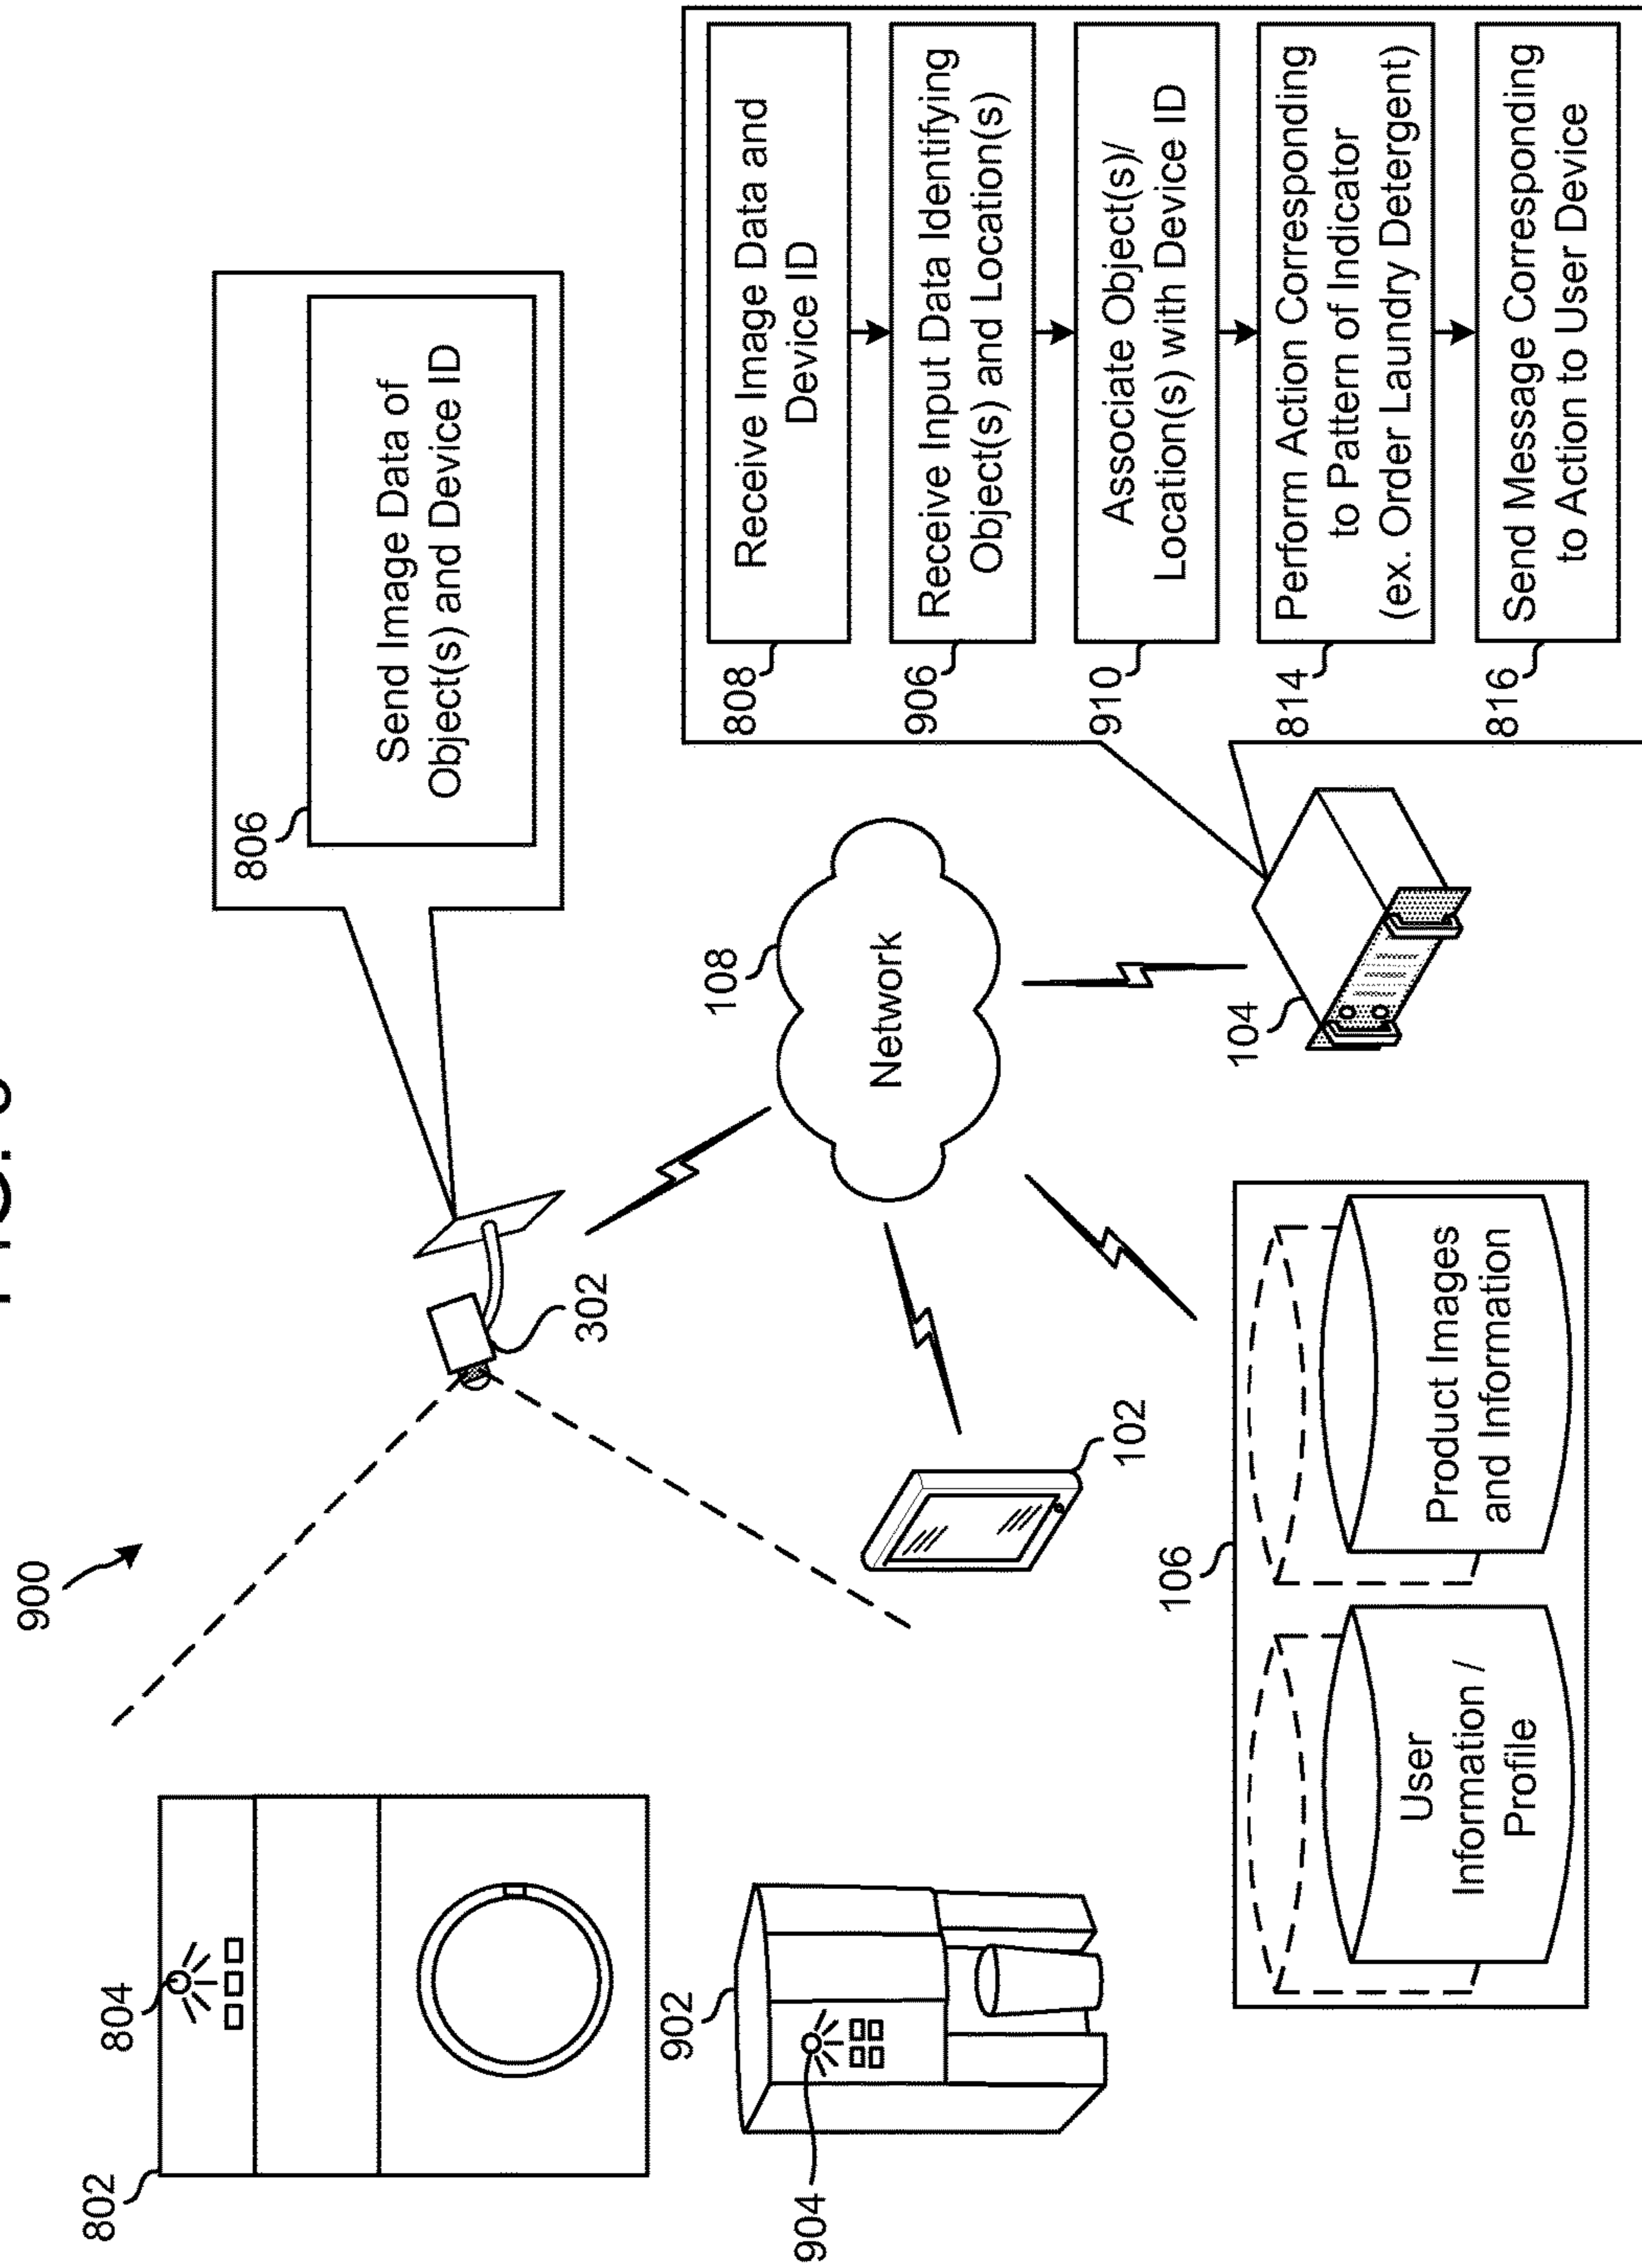 900
802
804
902
904
302
806
Send Image Data of
Object(s) and Device ID
108
Network
102
104
106
User
Information /
Profile
Product Images
and Information
808
Receive Image Data and
Device ID
906
Receive Input Data Identifying
Object(s) and Location(s)
910
Associate Object(s)/
Location(s) with Device ID
814
Perform Action Corresponding
to Pattern of Indicator
(ex. Order Laundry Detergent)
816
Send Message Corresponding
to Action to User Device